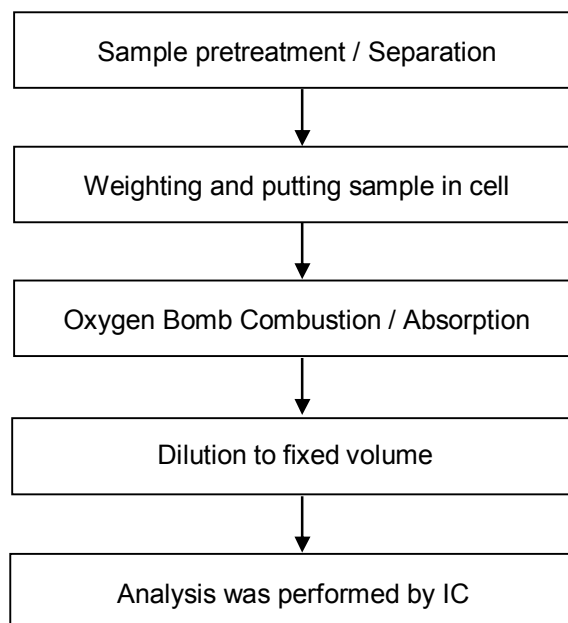 Sample pretreatment / Separation
Weighting and putting sample in cell
Oxygen Bomb Combustion / Absorption
Dilution to fixed volume
Analysis was performed by IC